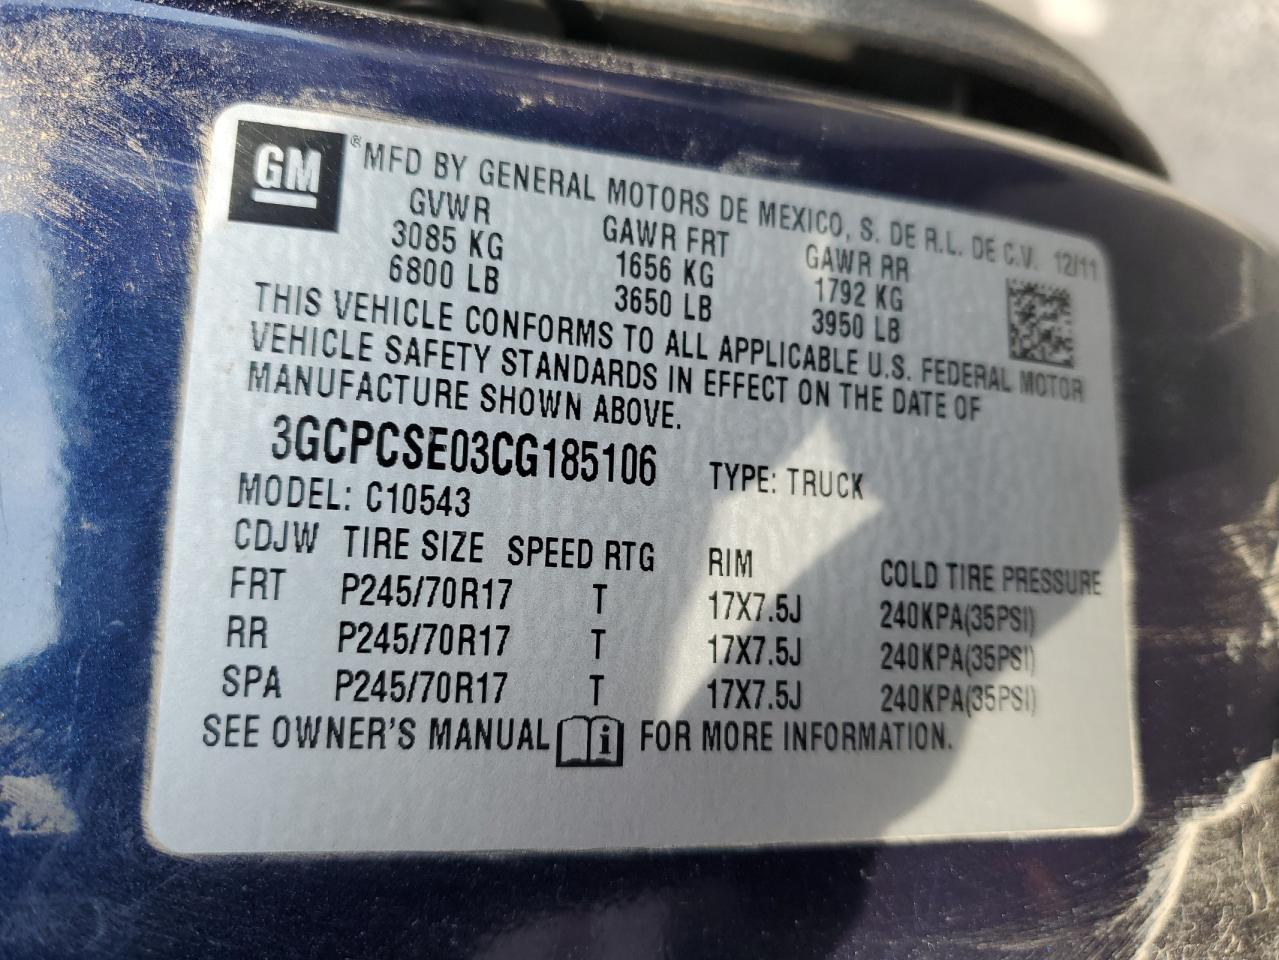 GM ® MFD BY GENERAL MOTORS DE MEXICO, S. DE R.L. DE C.V. 12/11
GVWR GAWR FRT GAWR RR
3085 KG 1656 KG 1792 KG
6800 LB 3650 LB 3950 LB
THIS VEHICLE CONFORMS TO ALL APPLICABLE U.S. FEDERAL MOTOR
VEHICLE SAFETY STANDARDS IN EFFECT ON THE DATE OF
MANUFACTURE SHOWN ABOVE.
3GCPCSE03CG185106 TYPE: TRUCK
MODEL: C10543
CDJW TIRE SIZE SPEED RTG RIM COLD TIRE PRESSURE
FRT P245/70R17 T 17X7.5J 240KPA(35PSI)
RR P245/70R17 T 17X7.5J 240KPA(35PSI)
SPA P245/70R17 T 17X7.5J 240KPA(35PSI)
SEE OWNER'S MANUAL i FOR MORE INFORMATION.